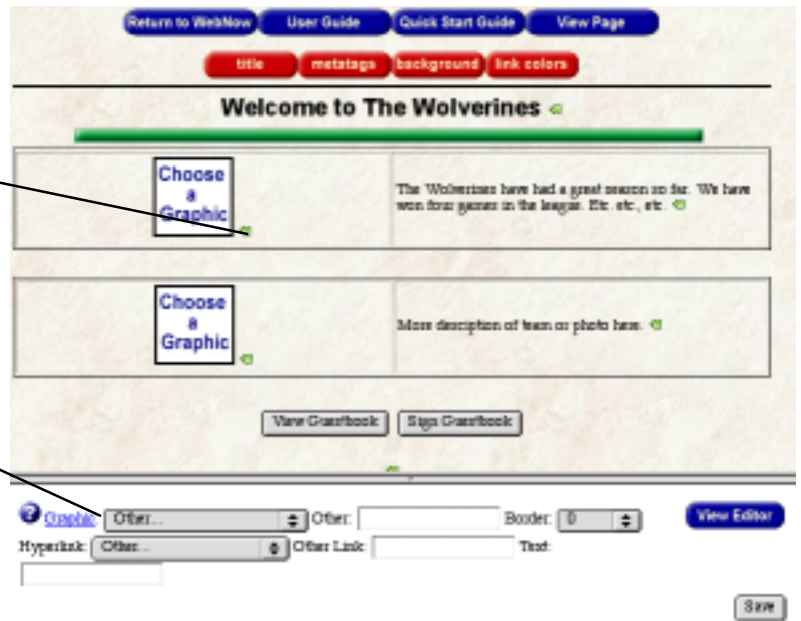 Return to WebNow User Guide Quick Start Guide View Page
title metatags background link colors
Welcome to The Wolverines
Choose
a
Graphic
The Wolverines have had a great season so far. We have
won four games in the league. Etc. etc., etc.
Choose
a
Graphic
More desciption of team or photo here.
View Guestbook Sign Guestbook
? Graphic: Other... Other: Border: 0 View Editor
Hyperlink: Other... Other Link: Text:
Save